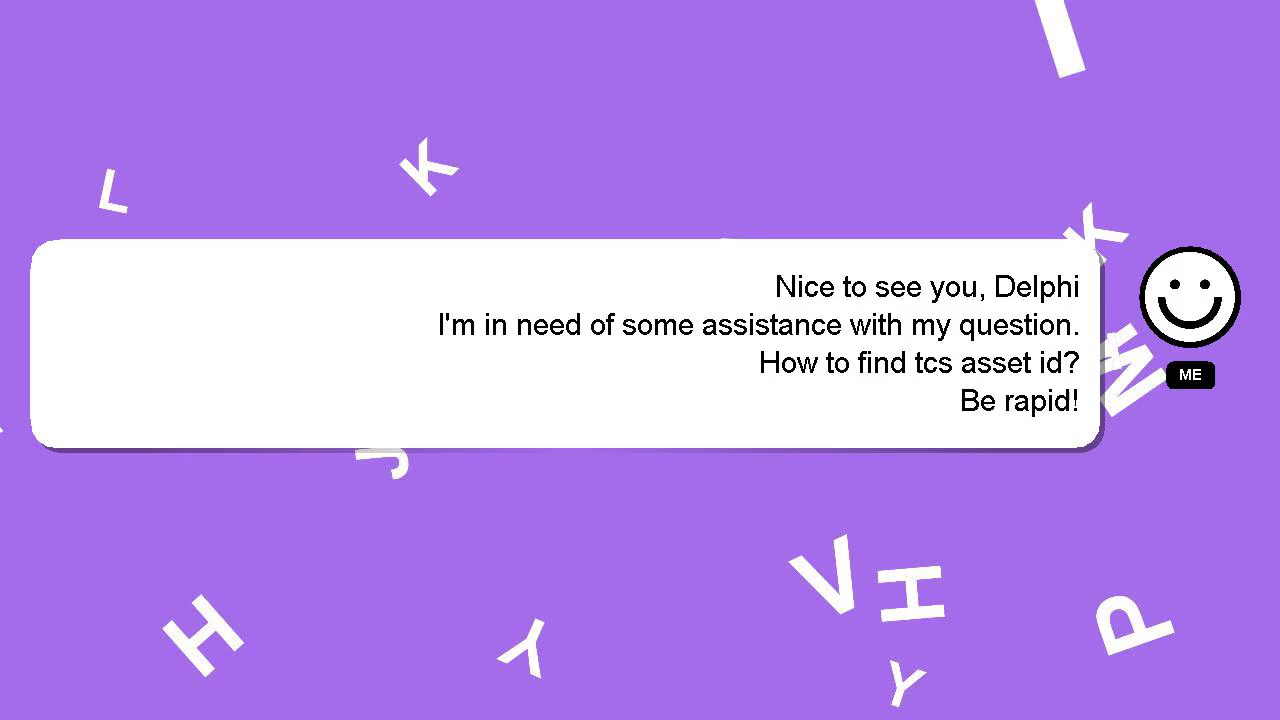 I
L
K
K
Nice to see you, Delphi
I'm in need of some assistance with my question.
How to find tcs asset id?
Be rapid!
ME
M
J
V
H
H
Y
P
Y